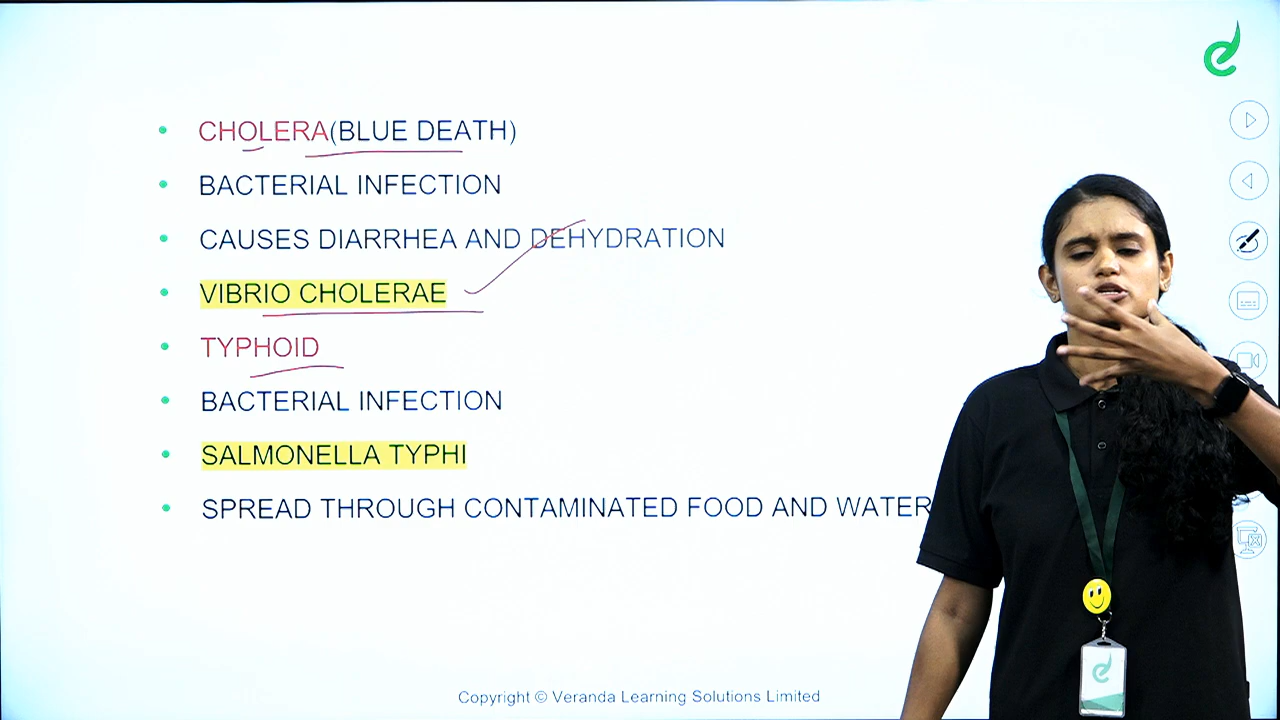 CHOLERA(BLUE DEATH)
BACTERIAL INFECTION
CAUSES DIARRHEA AND DEHYDRATION
VIBRIO CHOLERAE
TYPHOID
BACTERIAL INFECTION
SALMONELLA TYPHI
SPREAD THROUGH CONTAMINATED FOOD AND WATER
Copyright © Veranda Learning Solutions Limited